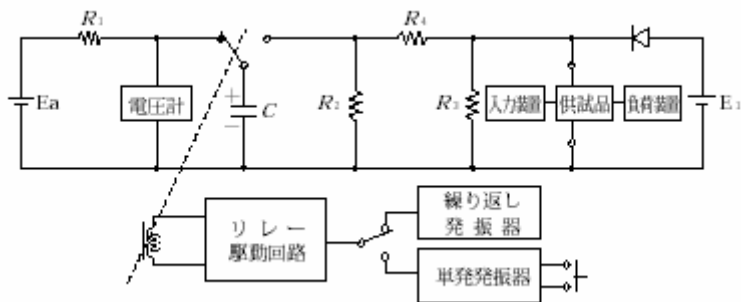 R₁
R₄
Ea
電圧計
+
−
C
R₂
R₃
入力装置
供試品
負荷装置
E₁
リレー
駆動回路
繰り返し
発振器
単発発振器